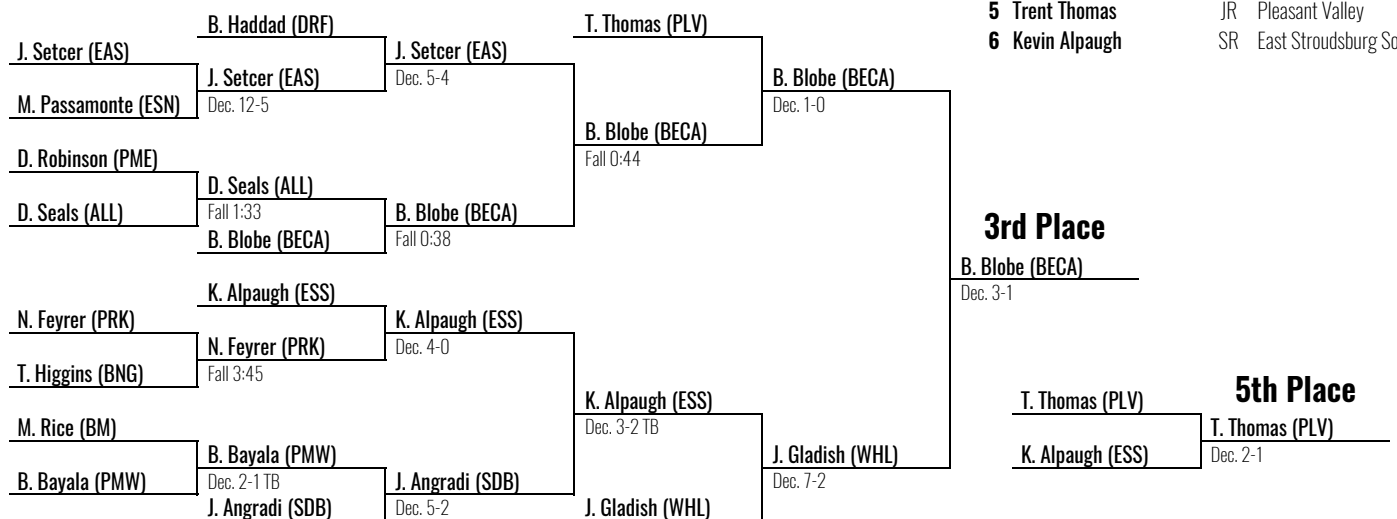 5 Trent Thomas JR Pleasant Valley
6 Kevin Alpaugh SR East Stroudsburg So
B. Haddad (DRF)
J. Setcer (EAS)
J. Setcer (EAS)
Dec. 12-5
M. Passamonte (ESN)
J. Setcer (EAS)
Dec. 5-4
D. Robinson (PME)
D. Seals (ALL)
Fall 1:33
D. Seals (ALL)
B. Blobe (BECA)
B. Blobe (BECA)
Fall 0:38
T. Thomas (PLV)
B. Blobe (BECA)
Fall 0:44
B. Blobe (BECA)
Dec. 1-0
K. Alpaugh (ESS)
N. Feyrer (PRK)
N. Feyrer (PRK)
Fall 3:45
T. Higgins (BNG)
K. Alpaugh (ESS)
Dec. 4-0
M. Rice (BM)
B. Bayala (PMW)
Dec. 2-1 TB
B. Bayala (PMW)
J. Angradi (SDB)
J. Angradi (SDB)
Dec. 5-2
K. Alpaugh (ESS)
Dec. 3-2 TB
J. Gladish (WHL)
J. Gladish (WHL)
Dec. 7-2
3rd Place
B. Blobe (BECA)
Dec. 3-1
5th Place
T. Thomas (PLV)
T. Thomas (PLV)
Dec. 2-1
K. Alpaugh (ESS)